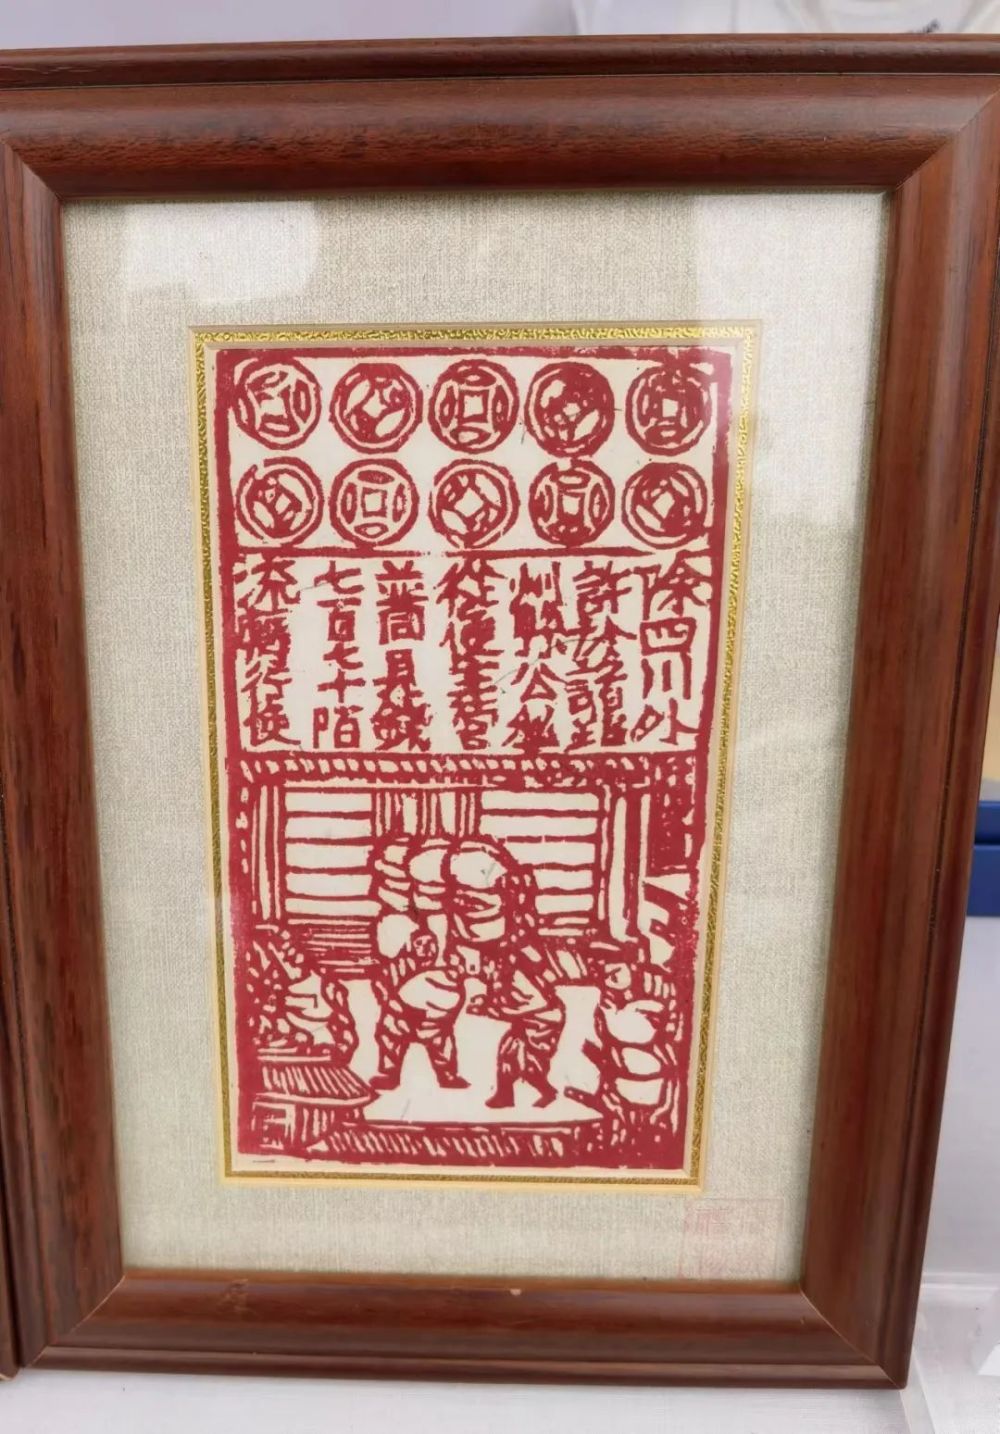 除四川外
許於諸路
州縣公私
從便主管
並同見錢
七百七十陌
流轉行使